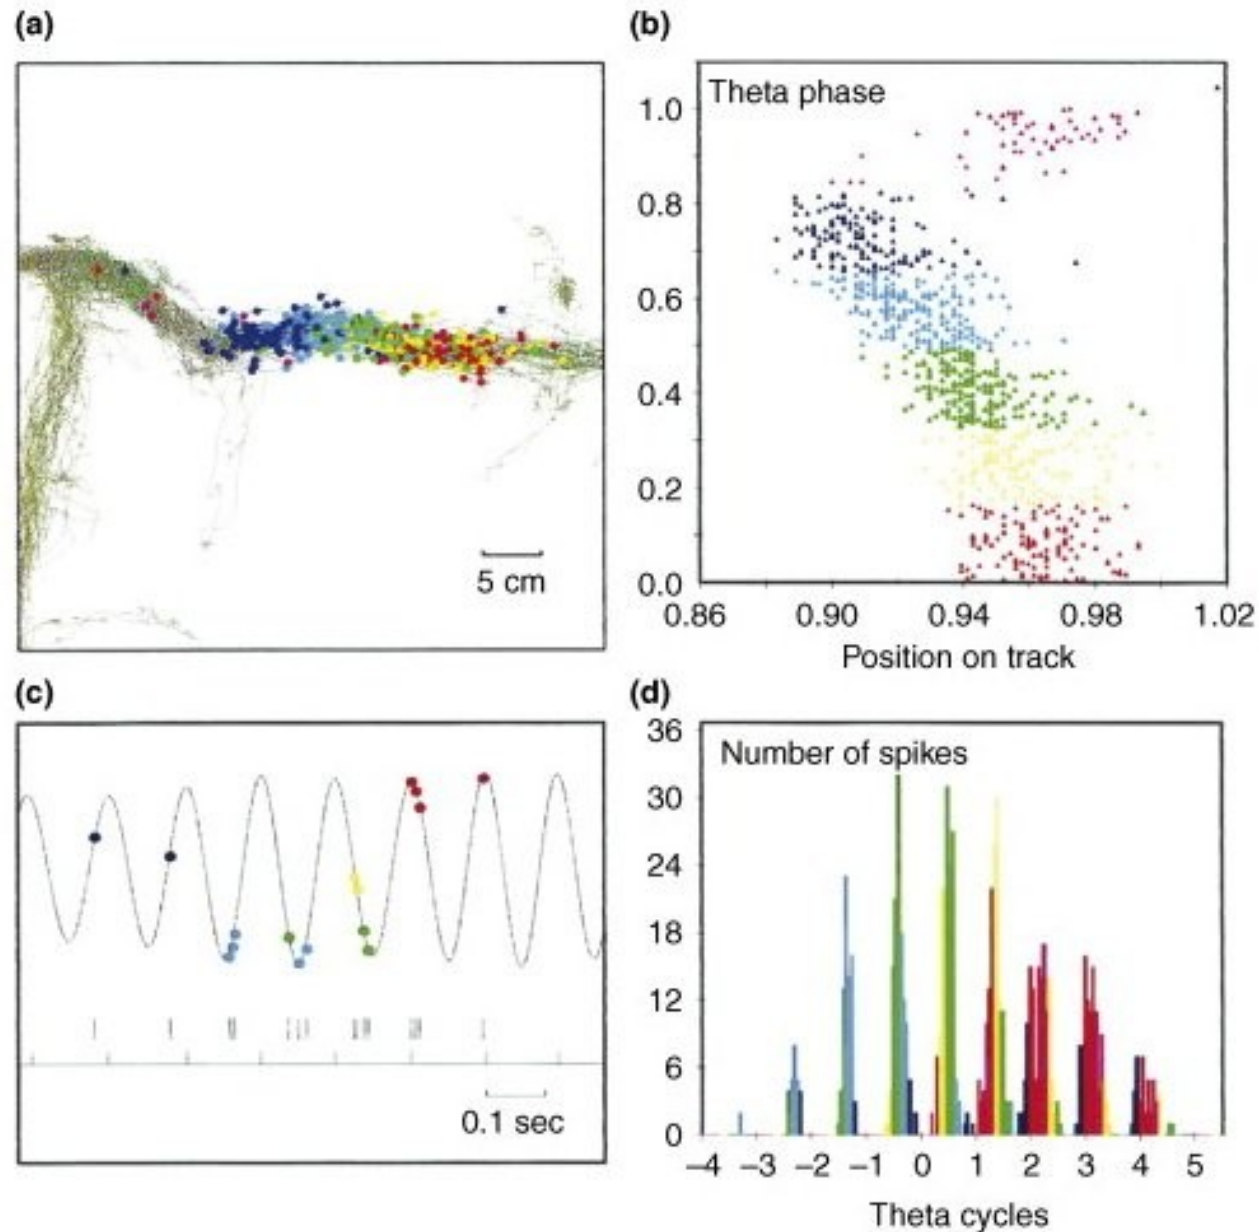 (a)
5 cm
(b)
Theta phase
1.0
0.8
0.6
0.4
0.2
0.0
0.86 0.90 0.94 0.98 1.02
Position on track
(c)
0.1 sec
(d)
Number of spikes
36
30
24
18
12
6
0
–4 –3 –2 –1 0 1 2 3 4 5
Theta cycles